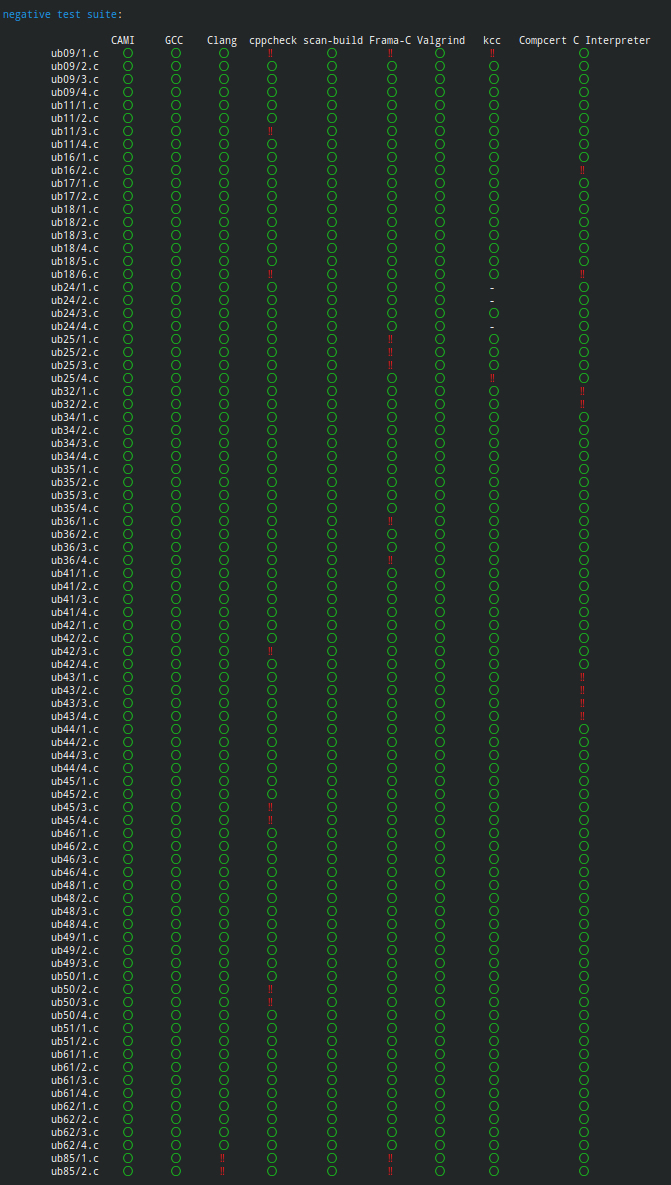 negative test suite:
CAMI GCC Clang cppcheck scan-build Frama-C Valgrind kcc Compcert C Interpreter
ub09/1.c ○ ○ ○ ‼ ○ ‼ ○ ‼ ○
ub09/2.c ○ ○ ○ ○ ○ ○ ○ ○ ○
ub09/3.c ○ ○ ○ ○ ○ ○ ○ ○ ○
ub09/4.c ○ ○ ○ ○ ○ ○ ○ ○ ○
ub11/1.c ○ ○ ○ ○ ○ ○ ○ ○ ○
ub11/2.c ○ ○ ○ ○ ○ ○ ○ ○ ○
ub11/3.c ○ ○ ○ ‼ ○ ○ ○ ○ ○
ub11/4.c ○ ○ ○ ○ ○ ○ ○ ○ ○
ub16/1.c ○ ○ ○ ○ ○ ○ ○ ○ ○
ub16/2.c ○ ○ ○ ○ ○ ○ ○ ○ ‼
ub17/1.c ○ ○ ○ ○ ○ ○ ○ ○ ○
ub17/2.c ○ ○ ○ ○ ○ ○ ○ ○ ○
ub18/1.c ○ ○ ○ ○ ○ ○ ○ ○ ○
ub18/2.c ○ ○ ○ ○ ○ ○ ○ ○ ○
ub18/3.c ○ ○ ○ ○ ○ ○ ○ ○ ○
ub18/4.c ○ ○ ○ ○ ○ ○ ○ ○ ○
ub18/5.c ○ ○ ○ ○ ○ ○ ○ ○ ○
ub18/6.c ○ ○ ○ ‼ ○ ○ ○ ○ ‼
ub24/1.c ○ ○ ○ ○ ○ ○ ○ - ○
ub24/2.c ○ ○ ○ ○ ○ ○ ○ - ○
ub24/3.c ○ ○ ○ ○ ○ ○ ○ ○ ○
ub24/4.c ○ ○ ○ ○ ○ ○ ○ - ○
ub25/1.c ○ ○ ○ ○ ○ ‼ ○ ○ ○
ub25/2.c ○ ○ ○ ○ ○ ‼ ○ ○ ○
ub25/3.c ○ ○ ○ ○ ○ ‼ ○ ○ ○
ub25/4.c ○ ○ ○ ○ ○ ○ ○ ‼ ○
ub32/1.c ○ ○ ○ ○ ○ ○ ○ ○ ‼
ub32/2.c ○ ○ ○ ○ ○ ○ ○ ○ ‼
ub34/1.c ○ ○ ○ ○ ○ ○ ○ ○ ○
ub34/2.c ○ ○ ○ ○ ○ ○ ○ ○ ○
ub34/3.c ○ ○ ○ ○ ○ ○ ○ ○ ○
ub34/4.c ○ ○ ○ ○ ○ ○ ○ ○ ○
ub35/1.c ○ ○ ○ ○ ○ ○ ○ ○ ○
ub35/2.c ○ ○ ○ ○ ○ ○ ○ ○ ○
ub35/3.c ○ ○ ○ ○ ○ ○ ○ ○ ○
ub35/4.c ○ ○ ○ ○ ○ ○ ○ ○ ○
ub36/1.c ○ ○ ○ ○ ○ ‼ ○ ○ ○
ub36/2.c ○ ○ ○ ○ ○ ○ ○ ○ ○
ub36/3.c ○ ○ ○ ○ ○ ○ ○ ○ ○
ub36/4.c ○ ○ ○ ○ ○ ‼ ○ ○ ○
ub41/1.c ○ ○ ○ ○ ○ ○ ○ ○ ○
ub41/2.c ○ ○ ○ ○ ○ ○ ○ ○ ○
ub41/3.c ○ ○ ○ ○ ○ ○ ○ ○ ○
ub41/4.c ○ ○ ○ ○ ○ ○ ○ ○ ○
ub42/1.c ○ ○ ○ ○ ○ ○ ○ ○ ○
ub42/2.c ○ ○ ○ ○ ○ ○ ○ ○ ○
ub42/3.c ○ ○ ○ ‼ ○ ○ ○ ○ ○
ub42/4.c ○ ○ ○ ○ ○ ○ ○ ○ ○
ub43/1.c ○ ○ ○ ○ ○ ○ ○ ○ ‼
ub43/2.c ○ ○ ○ ○ ○ ○ ○ ○ ‼
ub43/3.c ○ ○ ○ ○ ○ ○ ○ ○ ‼
ub43/4.c ○ ○ ○ ○ ○ ○ ○ ○ ‼
ub44/1.c ○ ○ ○ ○ ○ ○ ○ ○ ○
ub44/2.c ○ ○ ○ ○ ○ ○ ○ ○ ○
ub44/3.c ○ ○ ○ ○ ○ ○ ○ ○ ○
ub44/4.c ○ ○ ○ ○ ○ ○ ○ ○ ○
ub45/1.c ○ ○ ○ ○ ○ ○ ○ ○ ○
ub45/2.c ○ ○ ○ ○ ○ ○ ○ ○ ○
ub45/3.c ○ ○ ○ ‼ ○ ○ ○ ○ ○
ub45/4.c ○ ○ ○ ‼ ○ ○ ○ ○ ○
ub46/1.c ○ ○ ○ ○ ○ ○ ○ ○ ○
ub46/2.c ○ ○ ○ ○ ○ ○ ○ ○ ○
ub46/3.c ○ ○ ○ ○ ○ ○ ○ ○ ○
ub46/4.c ○ ○ ○ ○ ○ ○ ○ ○ ○
ub48/1.c ○ ○ ○ ○ ○ ○ ○ ○ ○
ub48/2.c ○ ○ ○ ○ ○ ○ ○ ○ ○
ub48/3.c ○ ○ ○ ○ ○ ○ ○ ○ ○
ub48/4.c ○ ○ ○ ○ ○ ○ ○ ○ ○
ub49/1.c ○ ○ ○ ○ ○ ○ ○ ○ ○
ub49/2.c ○ ○ ○ ○ ○ ○ ○ ○ ○
ub49/3.c ○ ○ ○ ○ ○ ○ ○ ○ ○
ub50/1.c ○ ○ ○ ○ ○ ○ ○ ○ ○
ub50/2.c ○ ○ ○ ‼ ○ ○ ○ ○ ○
ub50/3.c ○ ○ ○ ‼ ○ ○ ○ ○ ○
ub50/4.c ○ ○ ○ ○ ○ ○ ○ ○ ○
ub51/1.c ○ ○ ○ ○ ○ ○ ○ ○ ○
ub51/2.c ○ ○ ○ ○ ○ ○ ○ ○ ○
ub61/1.c ○ ○ ○ ○ ○ ○ ○ ○ ○
ub61/2.c ○ ○ ○ ○ ○ ○ ○ ○ ○
ub61/3.c ○ ○ ○ ○ ○ ○ ○ ○ ○
ub61/4.c ○ ○ ○ ○ ○ ○ ○ ○ ○
ub62/1.c ○ ○ ○ ○ ○ ○ ○ ○ ○
ub62/2.c ○ ○ ○ ○ ○ ○ ○ ○ ○
ub62/3.c ○ ○ ○ ○ ○ ○ ○ ○ ○
ub62/4.c ○ ○ ○ ○ ○ ○ ○ ○ ○
ub85/1.c ○ ○ ‼ ○ ○ ‼ ○ ○ ○
ub85/2.c ○ ○ ‼ ○ ○ ‼ ○ ○ ○